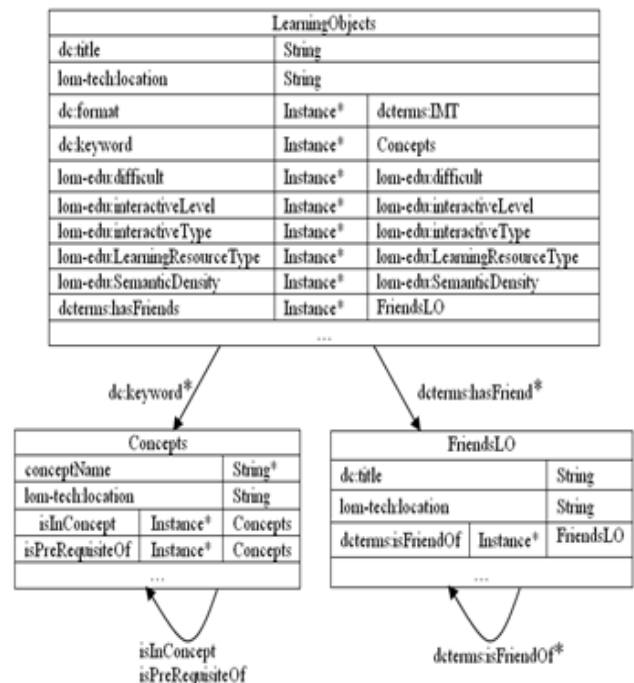 LearningObjects
dc:title String
lom-tech:location String
dc:format Instance* dcterms:IMT
dc:keyword Instance* Concepts
lom-edu:difficult Instance* lom-edu:difficult
lom-edu:interactiveLevel Instance* lom-edu:interactiveLevel
lom-edu:interactiveType Instance* lom-edu:interactiveType
lom-edu:LearningResourceType Instance* lom-edu:LearningResourceType
lom-edu:SemanticDensity Instance* lom-edu:SemanticDensity
dcterms:hasFriends Instance* FriendsLO
...
dc:keyword*
dcterms:hasFriend*
Concepts
conceptName String*
lom-tech:location String
isInConcept Instance* Concepts
isPreRequisiteOf Instance* Concepts
...
isInConcept
isPreRequisiteOf
FriendsLO
dc:title String
lom-tech:location String
dcterms:isFriendOf Instance* FriendsLO
...
dcterms:isFriendOf*